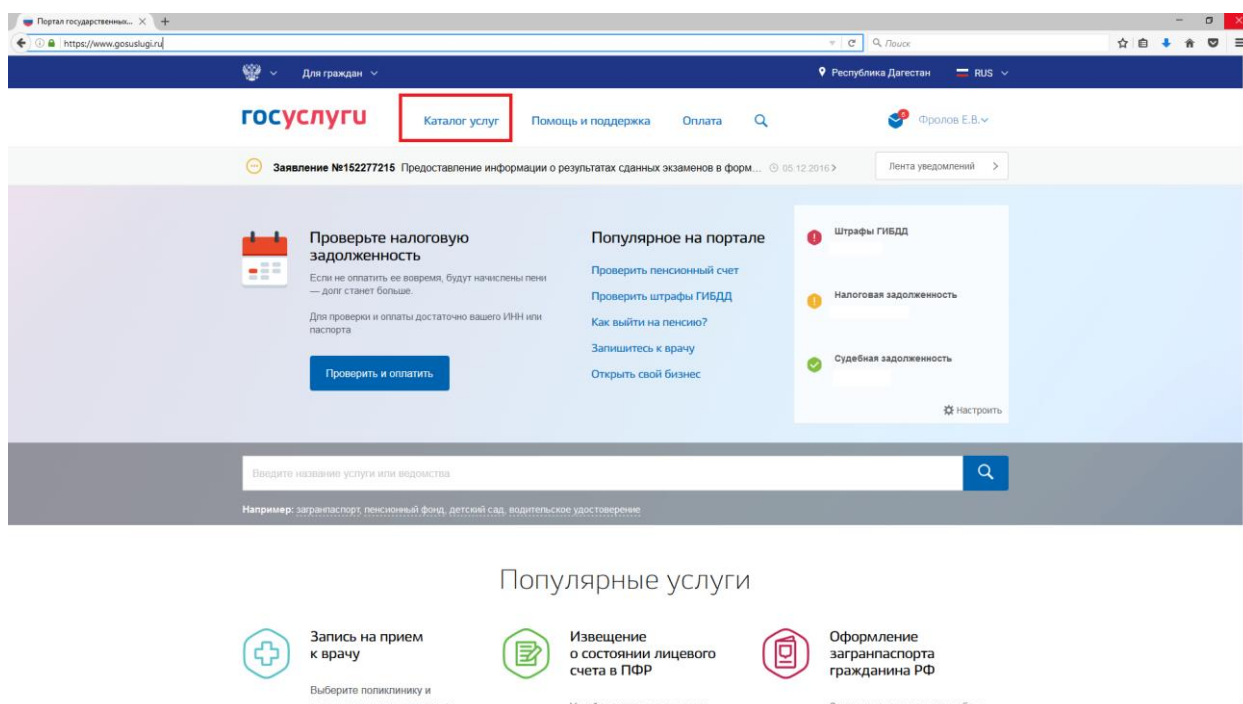 Портал государственных... × +
https://www.gosuslugi.ru
Поиск
Для граждан
Республика Дагестан
RUS
госуслуги
Каталог услуг
Помощь и поддержка
Оплата
6
Фролов Е.В.
Заявление №152277215 Предоставление информации о результатах сданных экзаменов в форм... 05.12.2016 >
Лента уведомлений >
Проверьте налоговую
задолженность
Если не оплатить ее вовремя, будут начислены пени
— долг станет больше.
Для проверки и оплаты достаточно вашего ИНН или
паспорта
Проверить и оплатить
Популярное на портале
Проверить пенсионный счет
Проверить штрафы ГИБДД
Как выйти на пенсию?
Запишитесь к врачу
Открыть свой бизнес
Штрафы ГИБДД
Налоговая задолженность
Судебная задолженность
Настроить
Введите название услуги или ведомства
Например: загранпаспорт, пенсионный фонд, детский сад, водительское удостоверение
Популярные услуги
Запись на прием
к врачу
Выберите поликлинику и
Извещение
о состоянии лицевого
счета в ПФР
Оформление
загранпаспорта
гражданина РФ